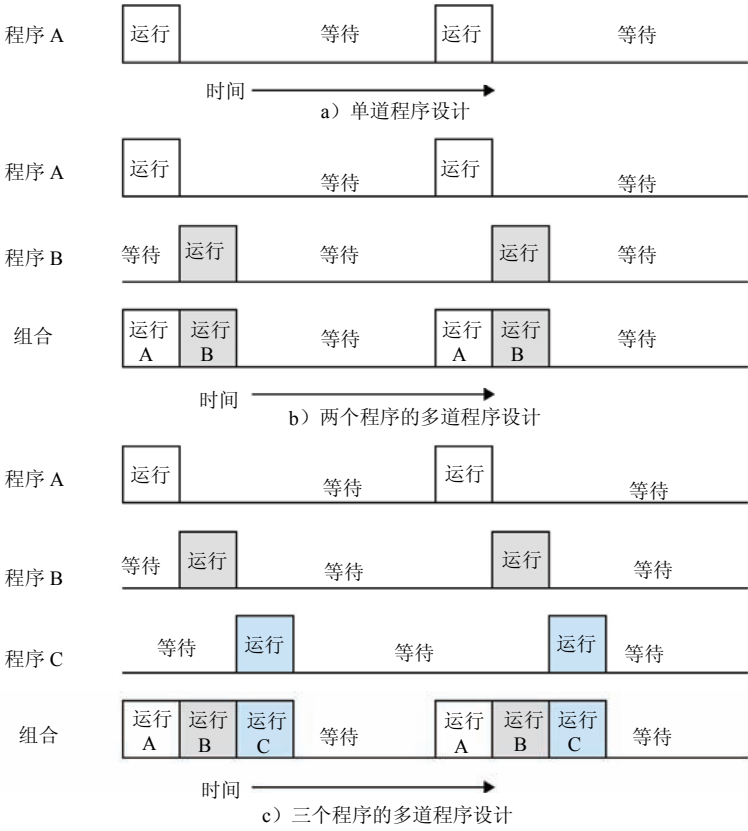 程序 A 运行 等待 运行 等待
时间
a）单道程序设计
程序 A 运行 等待 运行 等待
程序 B 等待 运行 等待 运行 等待
组合 运行 A 运行 B 等待 运行 A 运行 B 等待
时间
b）两个程序的多道程序设计
程序 A 运行 等待 运行 等待
程序 B 等待 运行 等待 运行 等待
程序 C 等待 运行 等待 运行 等待
组合 运行 A 运行 B 运行 C 等待 运行 A 运行 B 运行 C 等待
时间
c）三个程序的多道程序设计